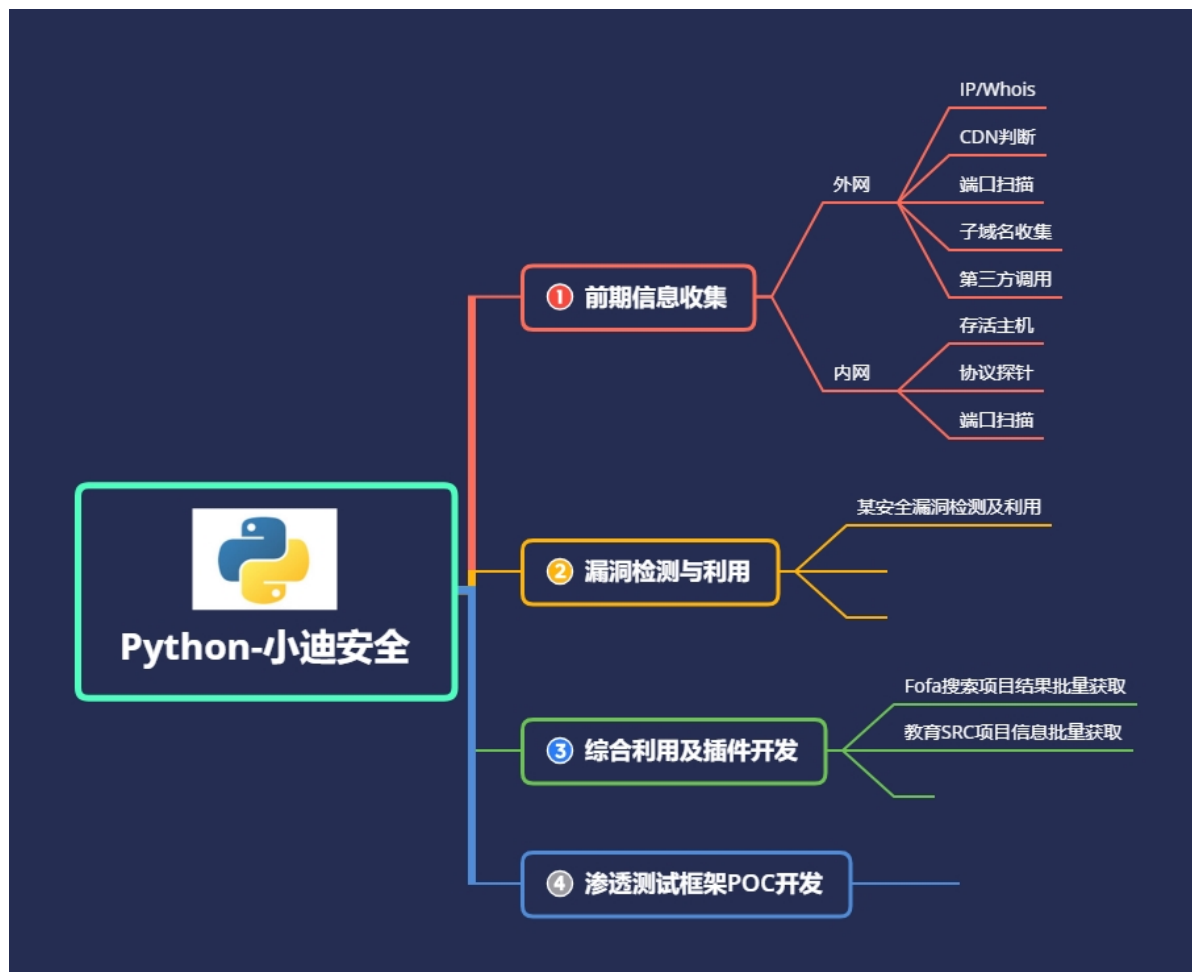 Python-小迪安全
1 前期信息收集
外网
IP/Whois
CDN判断
端口扫描
子域名收集
第三方调用
内网
存活主机
协议探针
端口扫描
2 漏洞检测与利用
某安全漏洞检测及利用
3 综合利用及插件开发
Fofa搜索项目结果批量获取
教育SRC项目信息批量获取
4 渗透测试框架POC开发